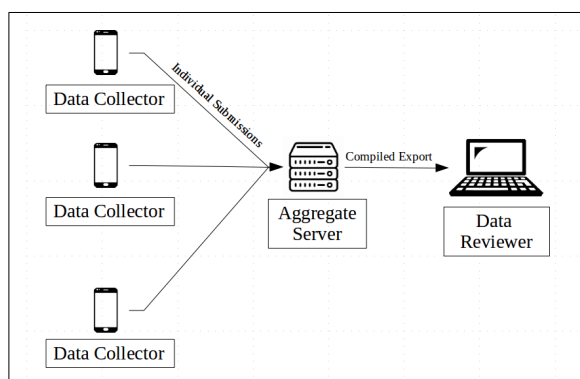 Data Collector
Individual Submissions
Data Collector
Compiled Export
Aggregate
Server
Data
Reviewer
Data Collector